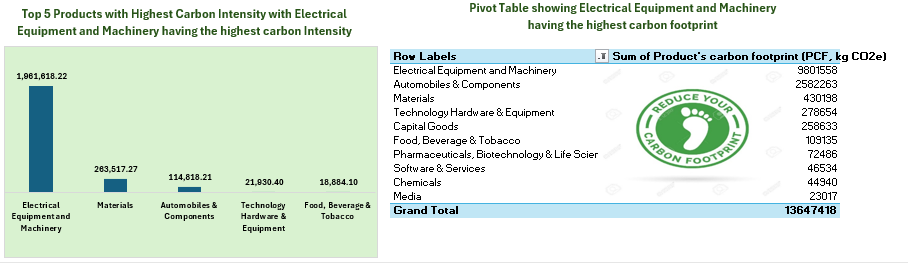 Top 5 Products with Highest Carbon Intensity with Electrical
Equipment and Machinery having the highest carbon Intensity
1,961,618.22
263,517.27
114,818.21
21,930.40
18,884.10
Electrical
Equipment and
Machinery
Materials
Automobiles &
Components
Technology
Hardware &
Equipment
Food, Beverage &
Tobacco
Pivot Table showing Electrical Equipment and Machinery
having the highest carbon footprint
Row Labels Sum of Product's carbon footprint (PCF, kg CO2e)
Electrical Equipment and Machinery 9801558
Automobiles & Components 2582263
Materials 430198
Technology Hardware & Equipment 278654
Capital Goods 258633
Food, Beverage & Tobacco 109135
Pharmaceuticals, Biotechnology & Life Scier 72486
Software & Services 46534
Chemicals 44940
Media 23017
Grand Total 13647418
REDUCE YOUR
CARBON FOOTPRINT